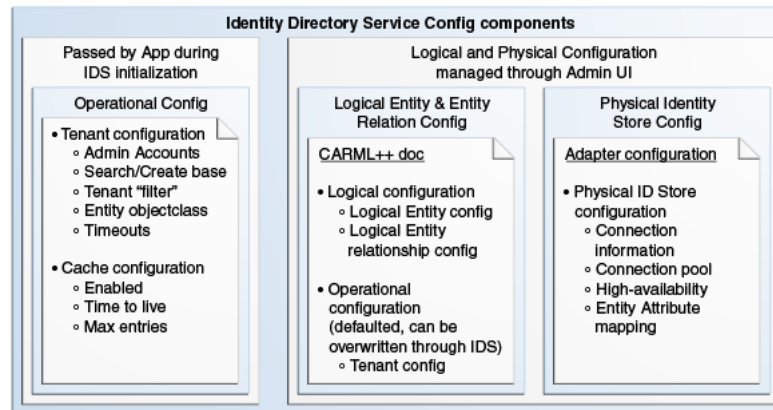 Identity Directory Service Config components
Passed by App during
IDS initialization
Operational Config
• Tenant configuration
∘ Admin Accounts
∘ Search/Create base
∘ Tenant “filter”
∘ Entity objectclass
∘ Timeouts
• Cache configuration
∘ Enabled
∘ Time to live
∘ Max entries
Logical and Physical Configuration
managed through Admin UI
Logical Entity & Entity
Relation Config
CARML++ doc
• Logical configuration
∘ Logical Entity config
∘ Logical Entity
relationship config
• Operational
configuration
(defaulted, can be
overwritten through IDS)
∘ Tenant config
Physical Identity
Store Config
Adapter configuration
• Physical ID Store
configuration
∘ Connection
information
∘ Connection pool
∘ High-availability
∘ Entity Attribute
mapping